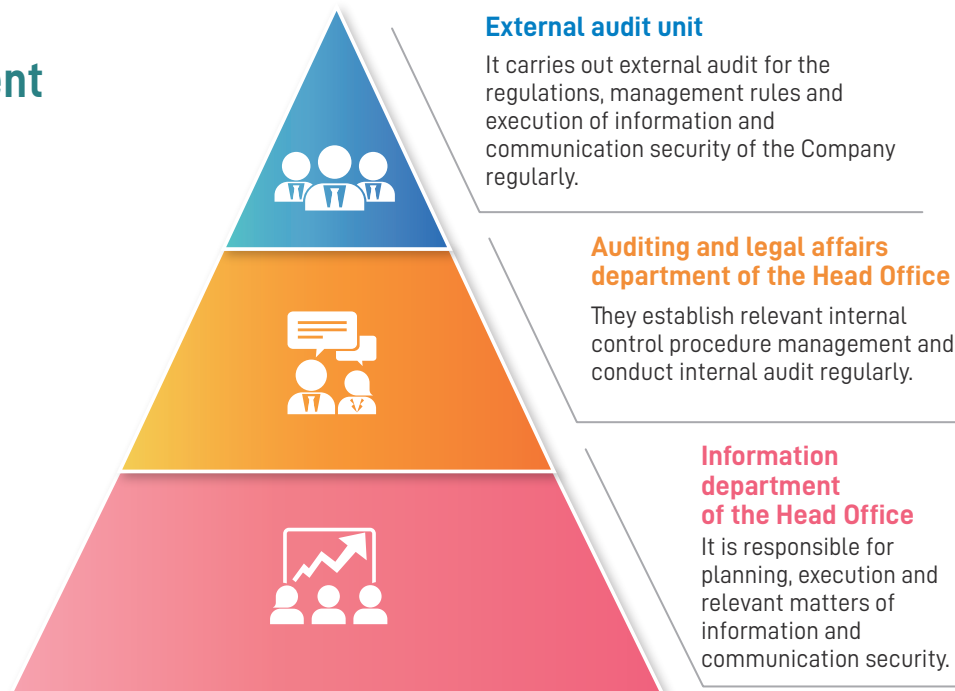 ent
External audit unit
It carries out external audit for the
regulations, management rules and
execution of information and
communication security of the Company
regularly.
Auditing and legal affairs
department of the Head Office
They establish relevant internal
control procedure management and
conduct internal audit regularly.
Information
department
of the Head Office
It is responsible for
planning, execution and
relevant matters of
information and
communication security.